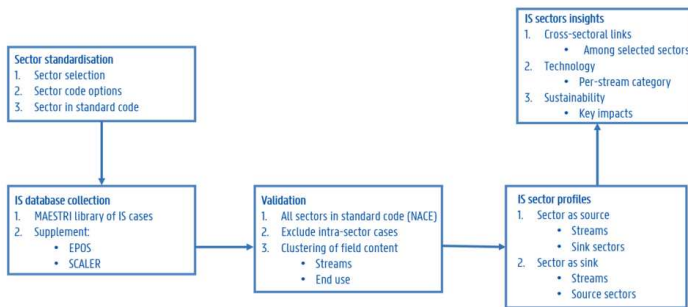 Sector standardisation
1. Sector selection
2. Sector code options
3. Sector in standard code
IS database collection
1. MAESTRI library of IS cases
2. Supplement:
• EPOS
• SCALER
Validation
1. All sectors in standard code (NACE)
2. Exclude intra-sector cases
3. Clustering of field content
• Streams
• End use
IS sector profiles
1. Sector as source
• Streams
• Sink sectors
2. Sector as sink
• Streams
• Source sectors
IS sectors insights
1. Cross-sectoral links
• Among selected sectors
2. Technology
• Per-stream category
3. Sustainability
• Key impacts